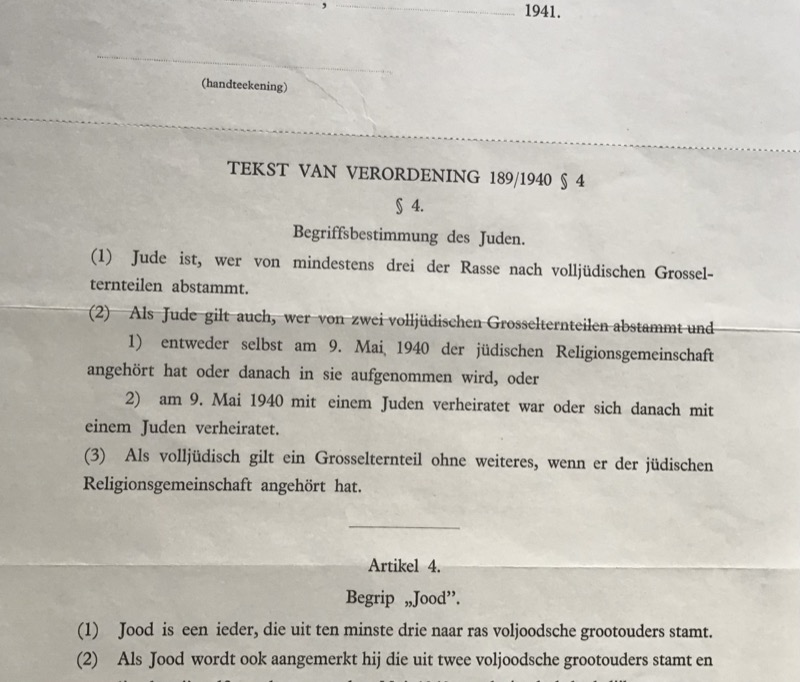 , 1941.
(handteekening)
TEKST VAN VERORDENING 189/1940 § 4
§ 4.
Begriffsbestimmung des Juden.
(1) Jude ist, wer von mindestens drei der Rasse nach volljüdischen Grossel-
ternteilen abstammt.
(2) Als Jude gilt auch, wer von zwei volljüdischen Grosselternteilen abstammt und
1) entweder selbst am 9. Mai 1940 der jüdischen Religionsgemeinschaft
angehört hat oder danach in sie aufgenommen wird, oder
2) am 9. Mai 1940 mit einem Juden verheiratet war oder sich danach mit
einem Juden verheiratet.
(3) Als volljüdisch gilt ein Grosselternteil ohne weiteres, wenn er der jüdischen
Religionsgemeinschaft angehört hat.
Artikel 4.
Begrip „Jood”.
(1) Jood is een ieder, die uit ten minste drie naar ras voljoodsche grootouders stamt.
(2) Als Jood wordt ook aangemerkt hij die uit twee voljoodsche grootouders stamt en